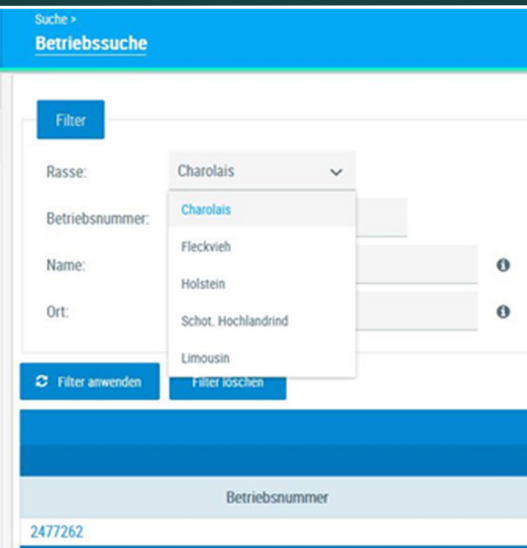 Suche >
Betriebssuche
Filter
Rasse: Charolais
Charolais
Betriebsnummer:
Fleckvieh
Name:
Holstein
Ort:
Schot. Hochlandrind
Limousin
Filter anwenden Filter löschen
Betriebsnummer
2477262